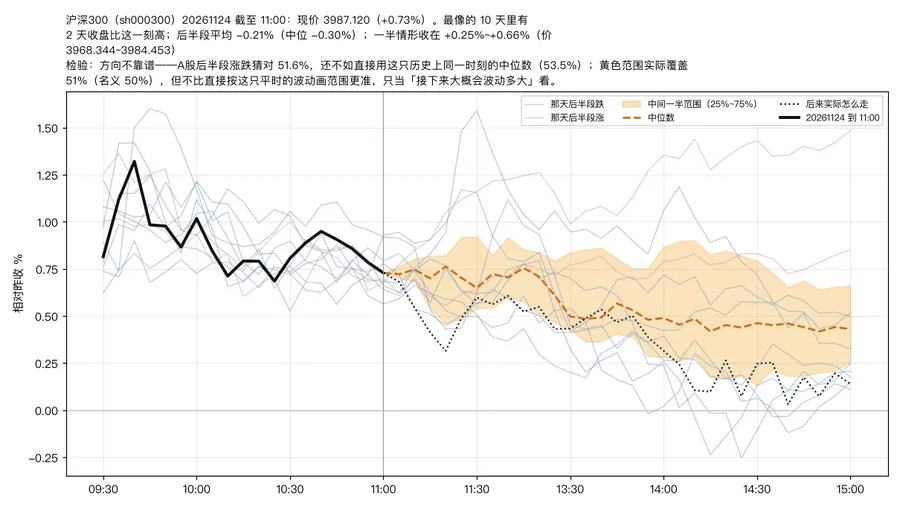 沪深300（sh000300）20261124 截至 11:00：现价 3987.120（+0.73%）。最像的 10 天里有
2 天收盘比这一刻高；后半段平均 −0.21%（中位 −0.30%）；一半情形收在 +0.25%~+0.66%（价
3968.344~3984.453）
检验：方向不靠谱——A股后半段涨跌猜对 51.6%，还不如直接用这只历史上同一时刻的中位数（53.5%）；黄色范围实际覆盖
51%（名义 50%），但不比直接按这只平时的波动画范围更准，只当「接下来大概会波动多大」看。
那天后半段跌
那天后半段涨
中间一半范围（25%~75%）
中位数
后来实际怎么走
20261124 到 11:00
相对昨收 %
1.50
1.25
1.00
0.75
0.50
0.25
0.00
−0.25
09:30 10:00 10:30 11:00 11:30 13:30 14:00 14:30 15:00